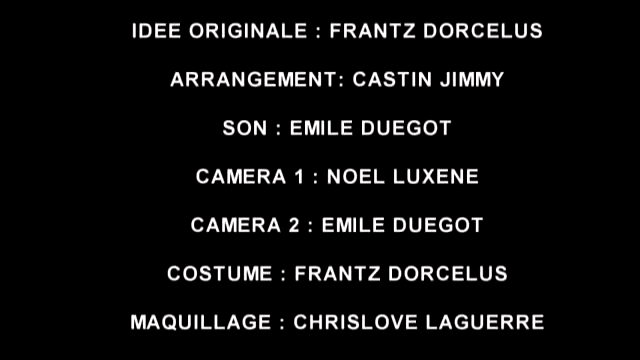 IDEE ORIGINALE : FRANTZ DORCELUS
ARRANGEMENT: CASTIN JIMMY
SON : EMILE DUEGOT
CAMERA 1 : NOEL LUXENE
CAMERA 2 : EMILE DUEGOT
COSTUME : FRANTZ DORCELUS
MAQUILLAGE : CHRISLOVE LAGUERRE